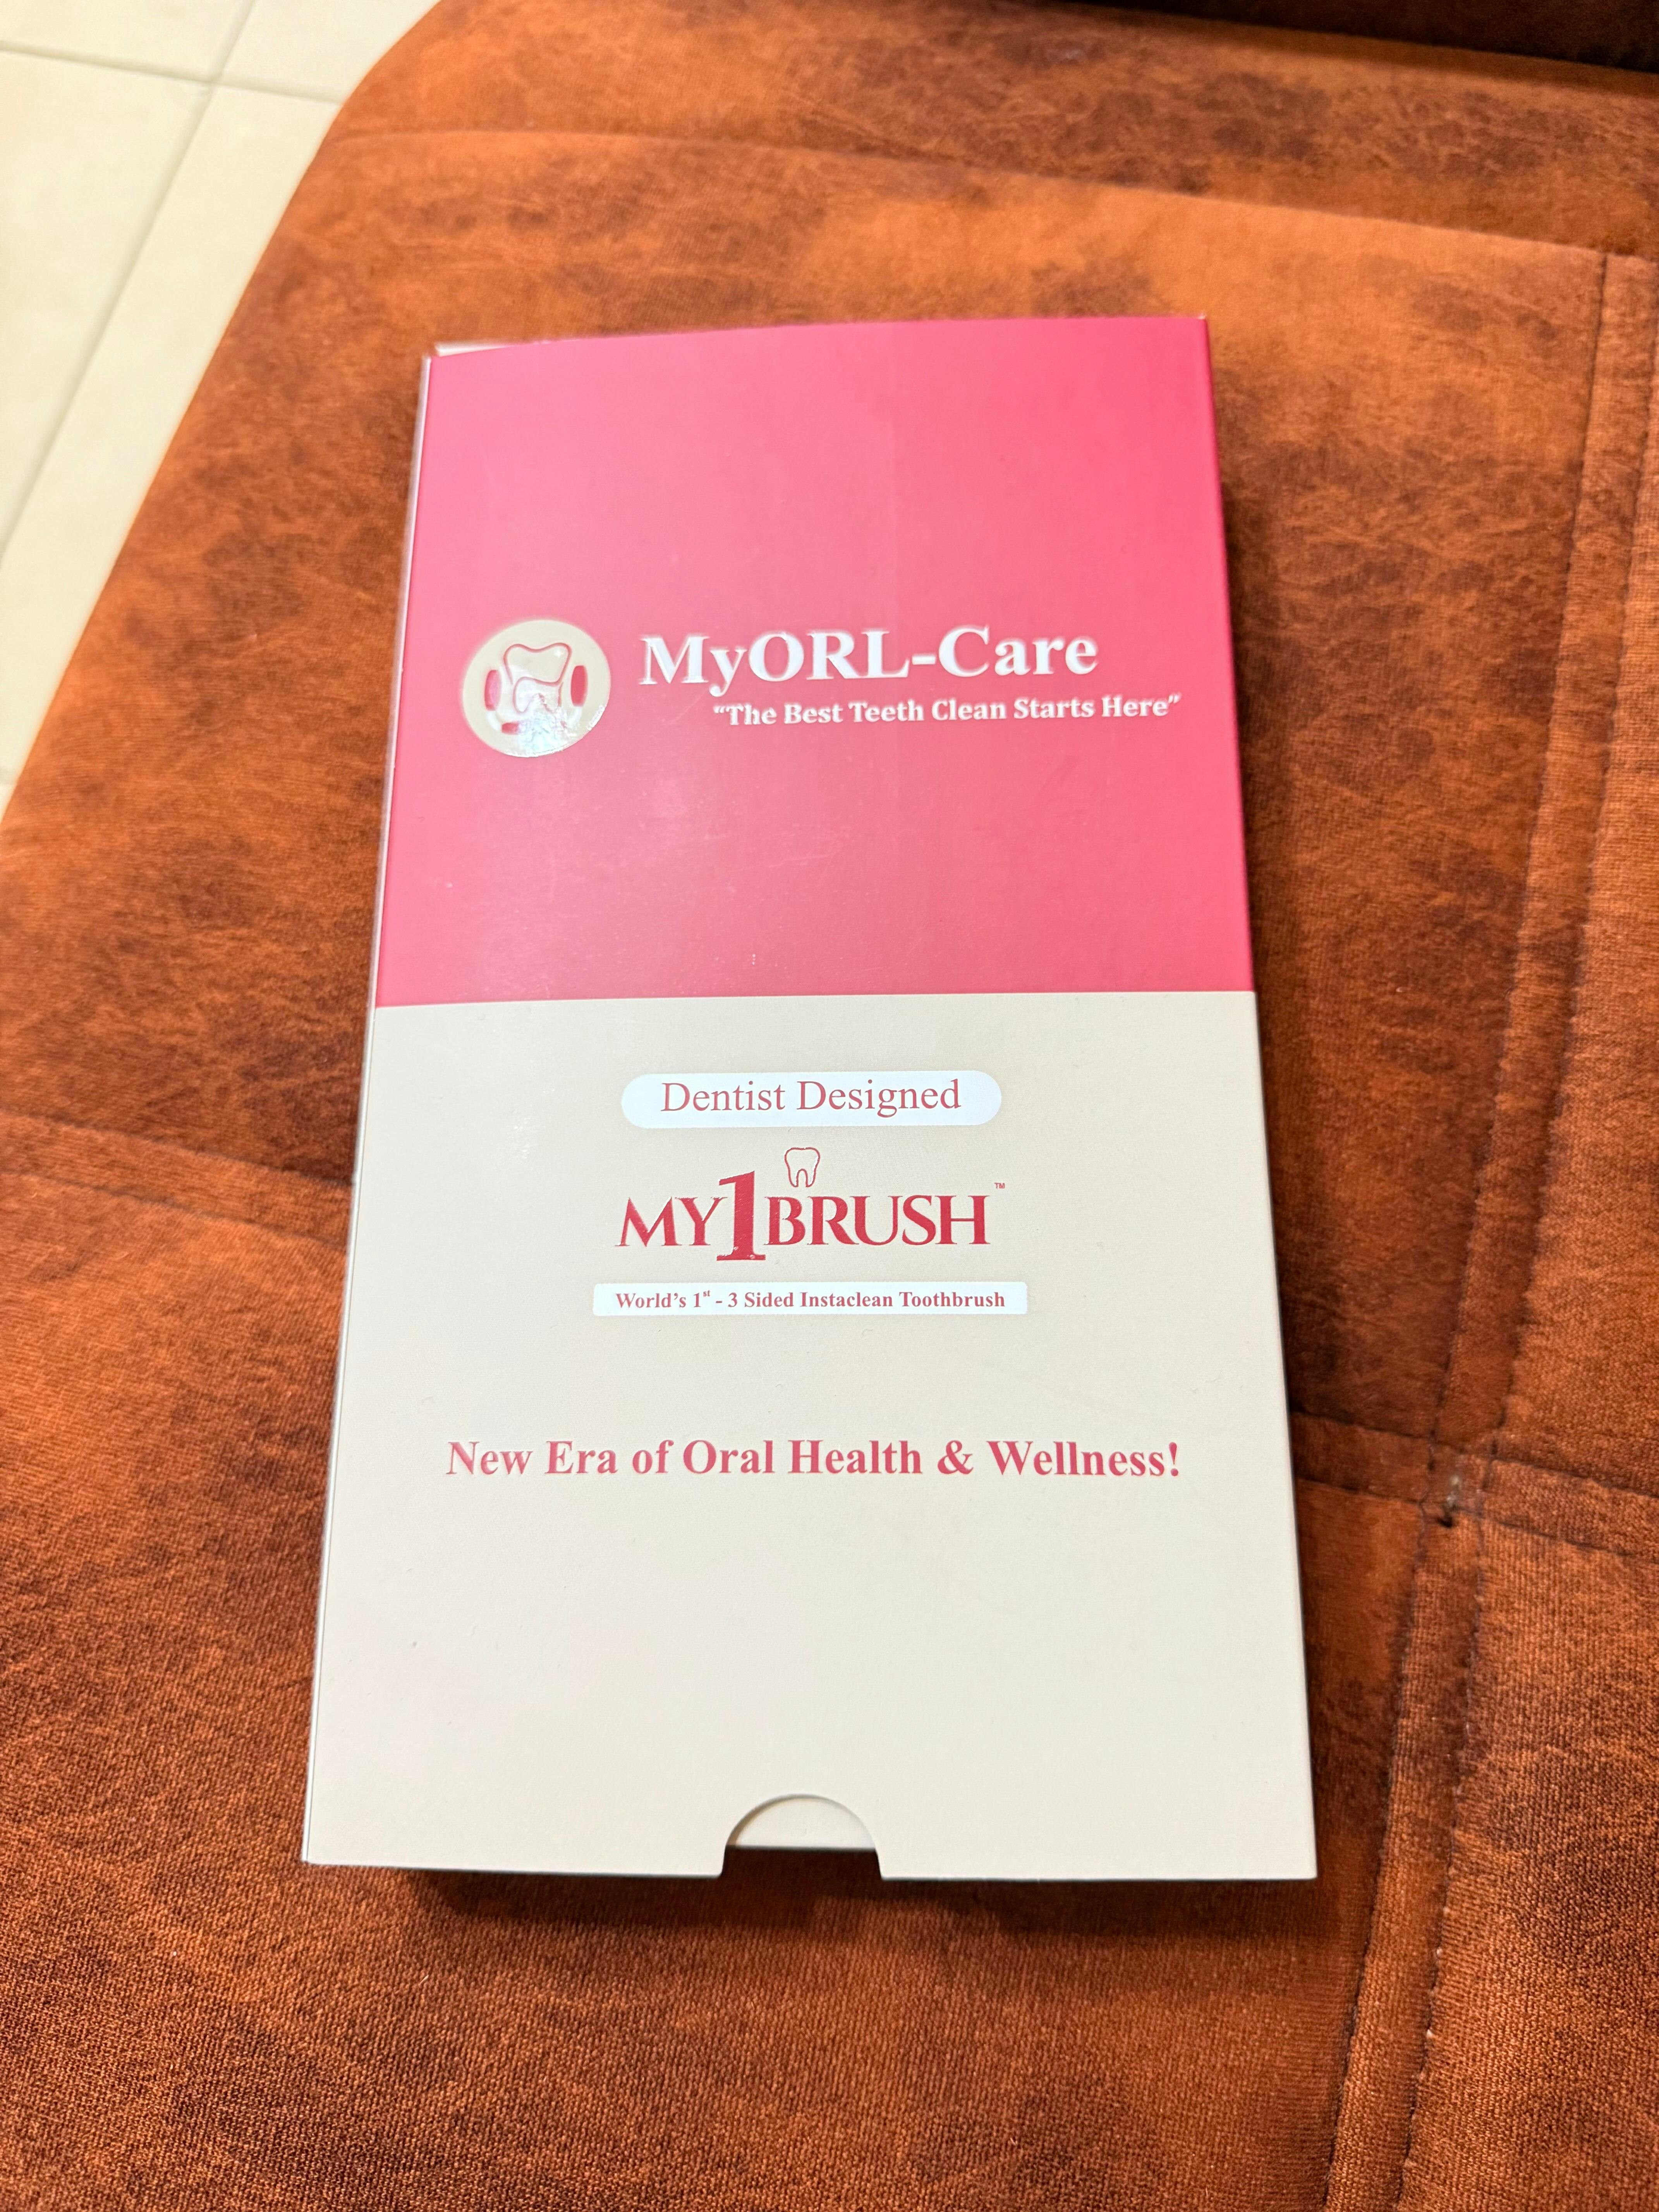 MyORL-Care
“The Best Teeth Clean Starts Here”
Dentist Designed
MY1BRUSH™
World's 1st - 3 Sided Instaclean Toothbrush
New Era of Oral Health & Wellness!